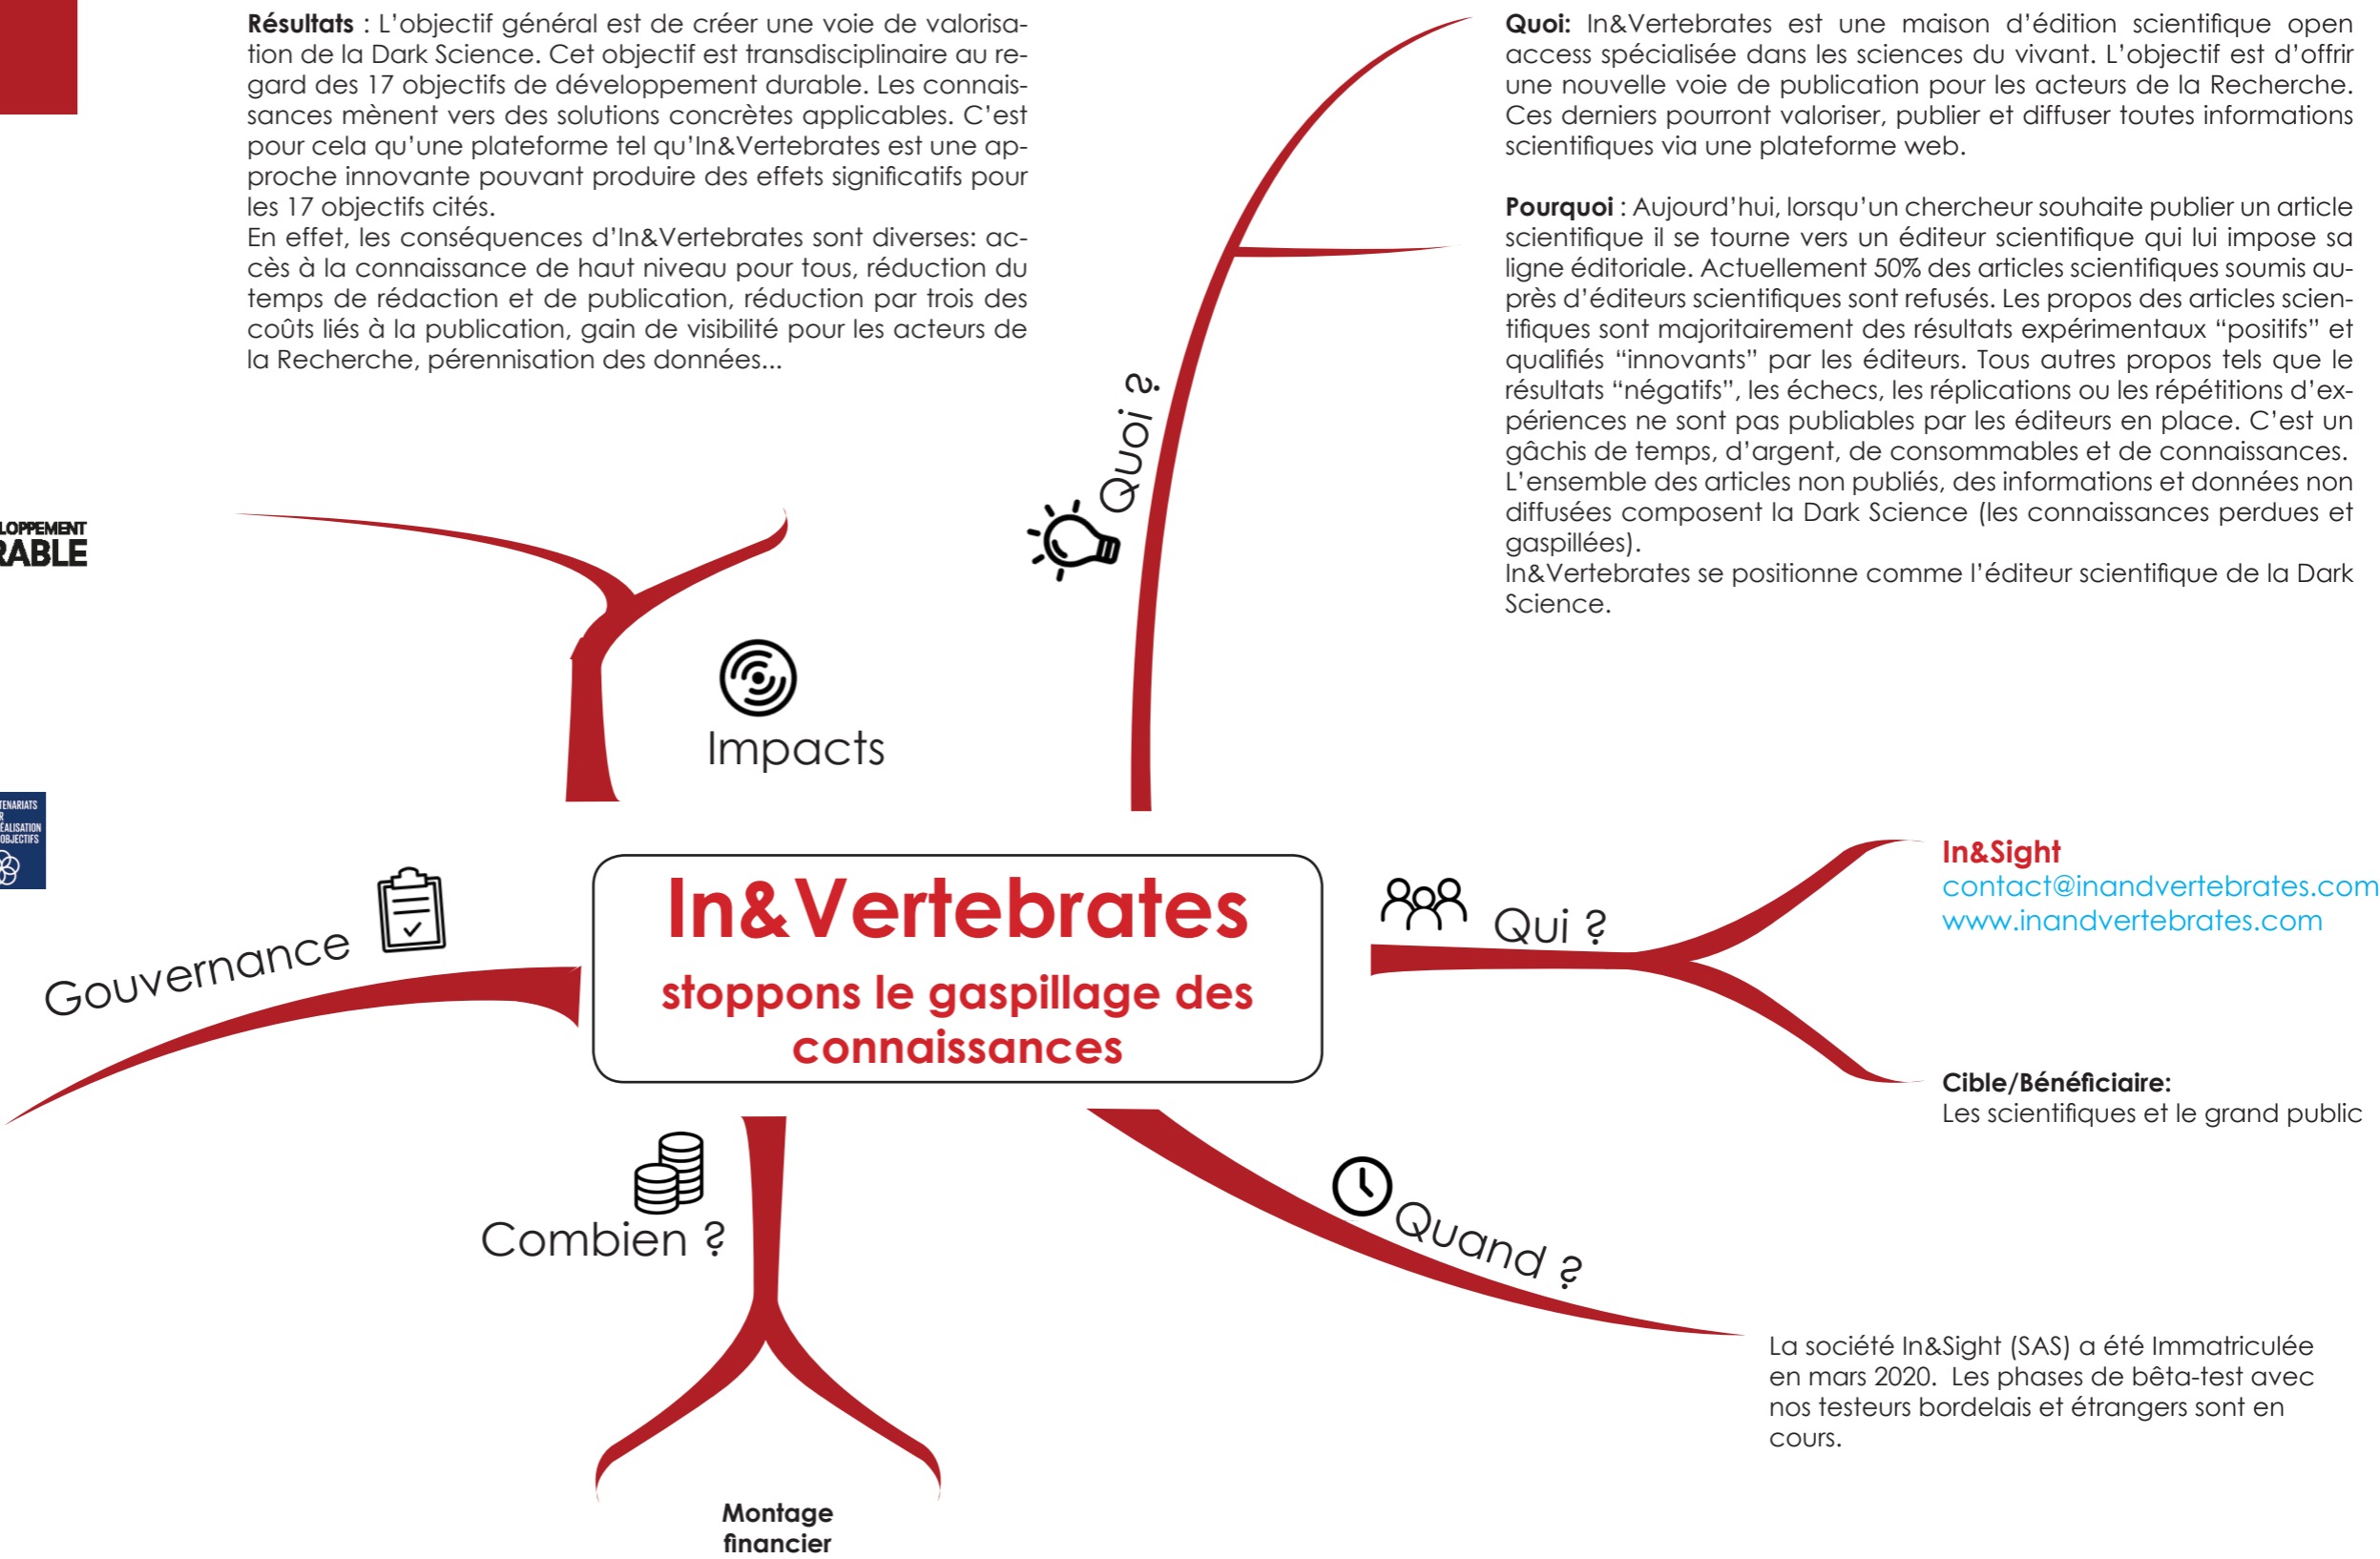 Résultats : L'objectif général est de créer une voie de valorisa-
tion de la Dark Science. Cet objectif est transdisciplinaire au re-
gard des 17 objectifs de développement durable. Les connais-
sances mènent vers des solutions concrètes applicables. C'est
pour cela qu'une plateforme tel qu'In&Vertebrates est une ap-
proche innovante pouvant produire des effets significatifs pour
les 17 objectifs cités.
En effet, les conséquences d'In&Vertebrates sont diverses: ac-
cès à la connaissance de haut niveau pour tous, réduction du
temps de rédaction et de publication, réduction par trois des
coûts liés à la publication, gain de visibilité pour les acteurs de
la Recherche, pérennisation des données...
Quoi: In&Vertebrates est une maison d'édition scientifique open
access spécialisée dans les sciences du vivant. L'objectif est d'offrir
une nouvelle voie de publication pour les acteurs de la Recherche.
Ces derniers pourront valoriser, publier et diffuser toutes informations
scientifiques via une plateforme web.
Pourquoi : Aujourd'hui, lorsqu'un chercheur souhaite publier un article
scientifique il se tourne vers un éditeur scientifique qui lui impose sa
ligne éditoriale. Actuellement 50% des articles scientifiques soumis au-
près d'éditeurs scientifiques sont refusés. Les propos des articles scien-
tifiques sont majoritairement des résultats expérimentaux “positifs” et
qualifiés “innovants” par les éditeurs. Tous autres propos tels que le
résultats “négatifs”, les échecs, les réplications ou les répétitions d'ex-
périences ne sont pas publiables par les éditeurs en place. C'est un
gâchis de temps, d'argent, de consommables et de connaissances.
L'ensemble des articles non publiés, des informations et données non
diffusées composent la Dark Science (les connaissances perdues et
gaspillées).
In&Vertebrates se positionne comme l'éditeur scientifique de la Dark
Science.
Quoi ?
LOPPEMENT
RABLE
Impacts
TENARIATS
R
ÉALISATION
OBJECTIFS
Gouvernance
In&Vertebrates
stoppons le gaspillage des
connaissances
Qui ?
In&Sight
contact@inandvertebrates.com
www.inandvertebrates.com
Cible/Bénéficiaire:
Les scientifiques et le grand public
Combien ?
Quand ?
La société In&Sight (SAS) a été Immatriculée
en mars 2020. Les phases de bêta-test avec
nos testeurs bordelais et étrangers sont en
cours.
Montage
financier